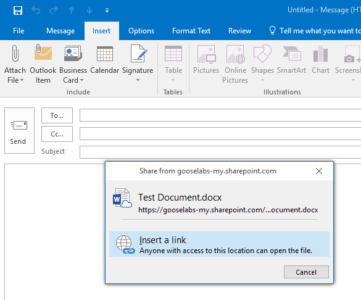 Untitled - Message (HT
File Message Insert Options Format Text Review Tell me what you want to
Attach File Outlook Item Business Card Calendar Signature Table Pictures Online Pictures Shapes SmartArt Chart Screensh
Include Tables Illustrations
To...
Send
Cc...
Subject
Share from gooselabs-my.sharepoint.com
Test Document.docx
https://gooselabs-my.sharepoint.com/...ocument.docx
Insert a link
Anyone with access to this location can open the file.
Cancel